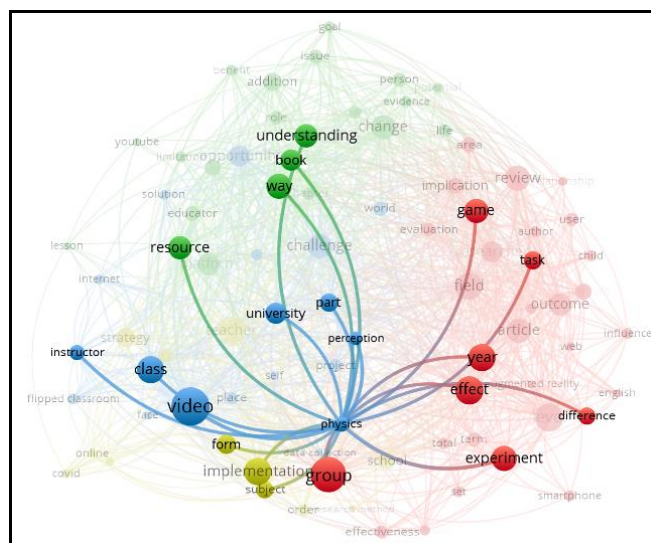 goal
issue
benefit
addition
person
evidence
role
change
life
understanding
area
youtube
book
opportunity
review
way
implication
solution
educator
world
game
author
user
evaluation
resource
challenge
task
child
lesson
internet
field
outcome
part
university
article
strategy
teacher
perception
influence
instructor
year
web
class
self
project
effect
augmented reality
english
flipped classroom
place
video
face
physics
difference
form
total
term
online
data collection
school
experiment
covid
implementation
group
subject
set
smartphone
order
effectiveness